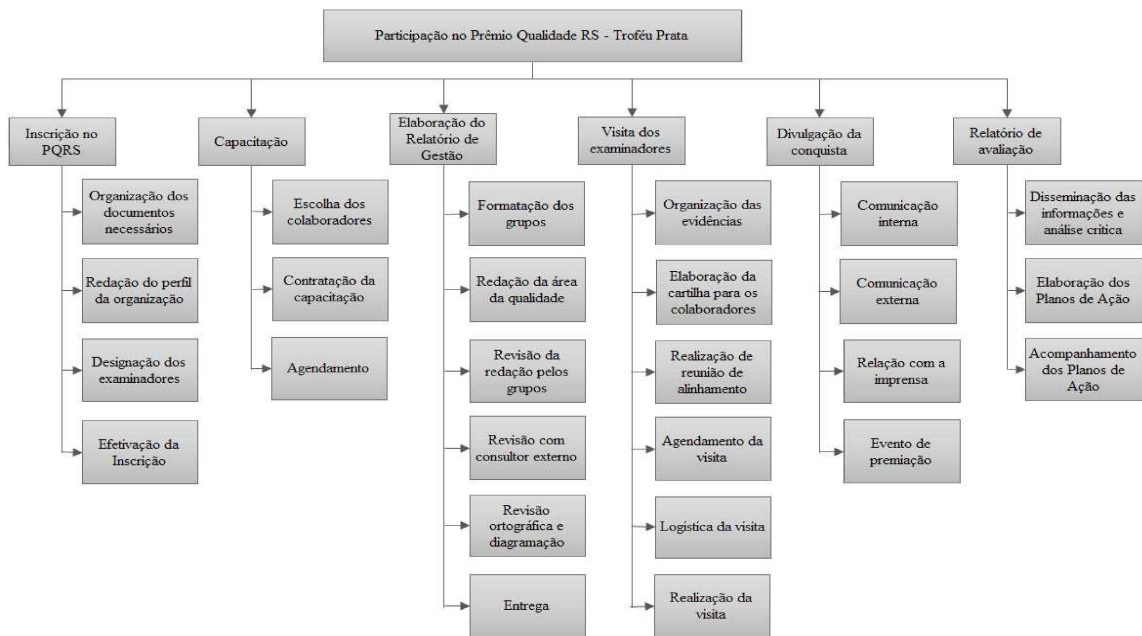 Participação no Prêmio Qualidade RS - Troféu Prata
Inscrição no
PQRS
Organização dos
documentos
necessários
Redação do perfil
da organização
Designação dos
examinadores
Efetivação da
Inscrição
Capacitação
Escolha dos
colaboradores
Contratação da
capacitação
Agendamento
Elaboração do
Relatório de
Gestão
Formatação dos
grupos
Redação da área
da qualidade
Revisão da
redação pelos
grupos
Revisão com
consultor externo
Revisão
ortográfica e
diagramação
Entrega
Visita dos
examinadores
Organização das
evidências
Elaboração da
cartilha para os
colaboradores
Realização de
reunião de
alinhamento
Agendamento da
visita
Logística da visita
Realização da
visita
Divulgação da
conquista
Comunicação
interna
Comunicação
externa
Relação com a
imprensa
Evento de
premiação
Relatório de
avaliação
Disseminação das
informações e
análise critica
Elaboração dos
Planos de Ação
Acompanhamento
dos Planos de
Ação